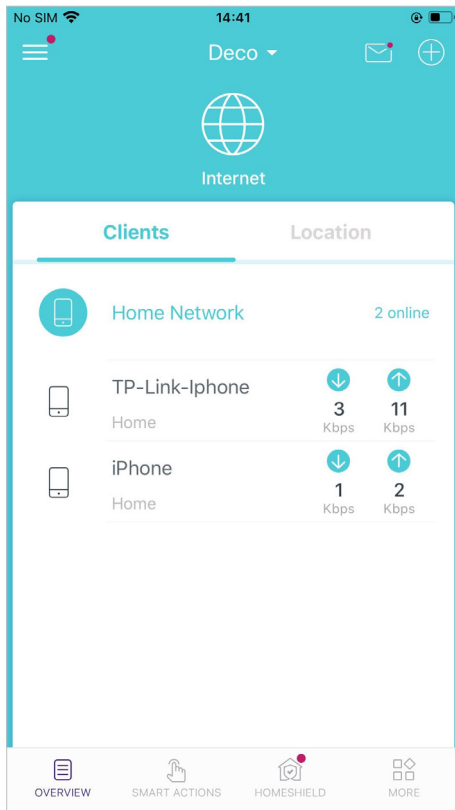 No SIM 14:41
Deco
Internet
Clients Location
Home Network 2 online
TP-Link-Iphone
Home
3 11
Kbps Kbps
iPhone
Home
1 2
Kbps Kbps
OVERVIEW SMART ACTIONS HOMESHIELD MORE